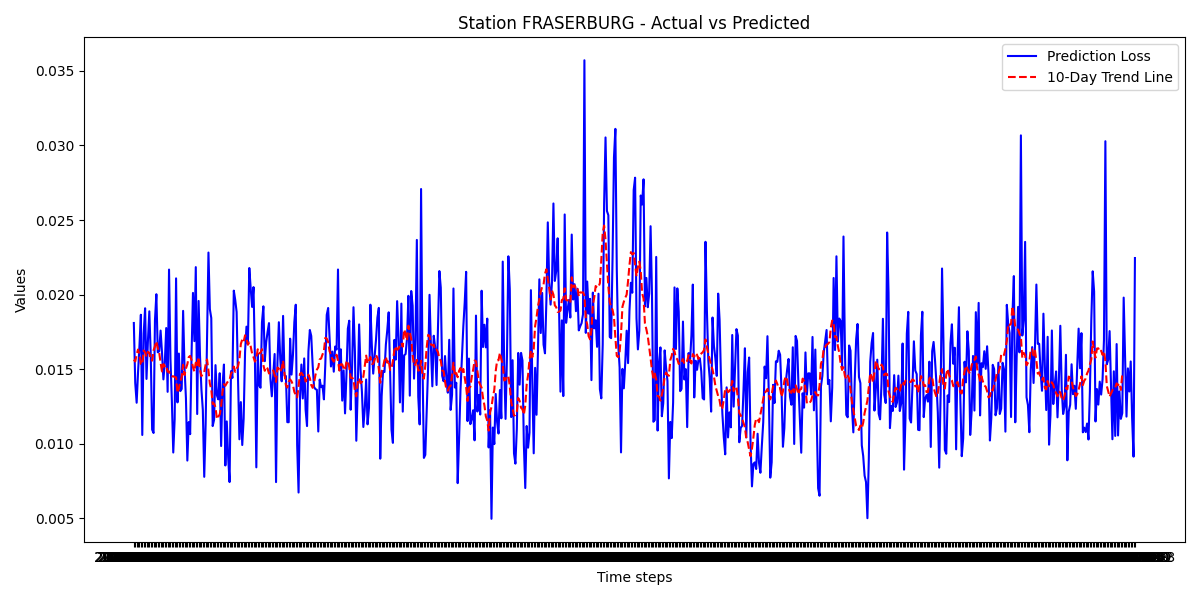 Station FRASERBURG - Actual vs Predicted
Prediction Loss
10-Day Trend Line
Values
0.035
0.030
0.025
0.020
0.015
0.010
0.005
Time steps